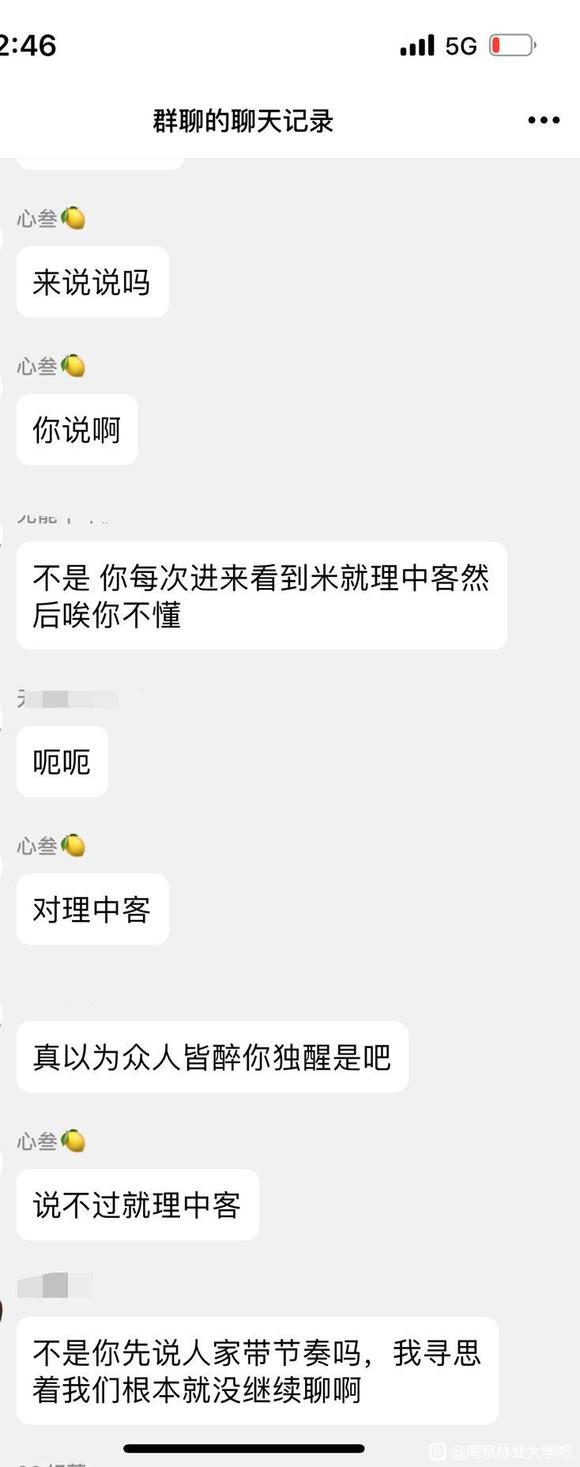 2:46
5G
群聊的聊天记录
心叁🍋
来说说吗
心叁🍋
你说啊
不是 你每次进来看到米就理中客然
后唉你不懂
呃呃
心叁🍋
对理中客
真以为众人皆醉你独醒是吧
心叁🍋
说不过就理中客
不是你先说人家带节奏吗，我寻思
着我们根本就没继续聊啊
@南京林业大学吧